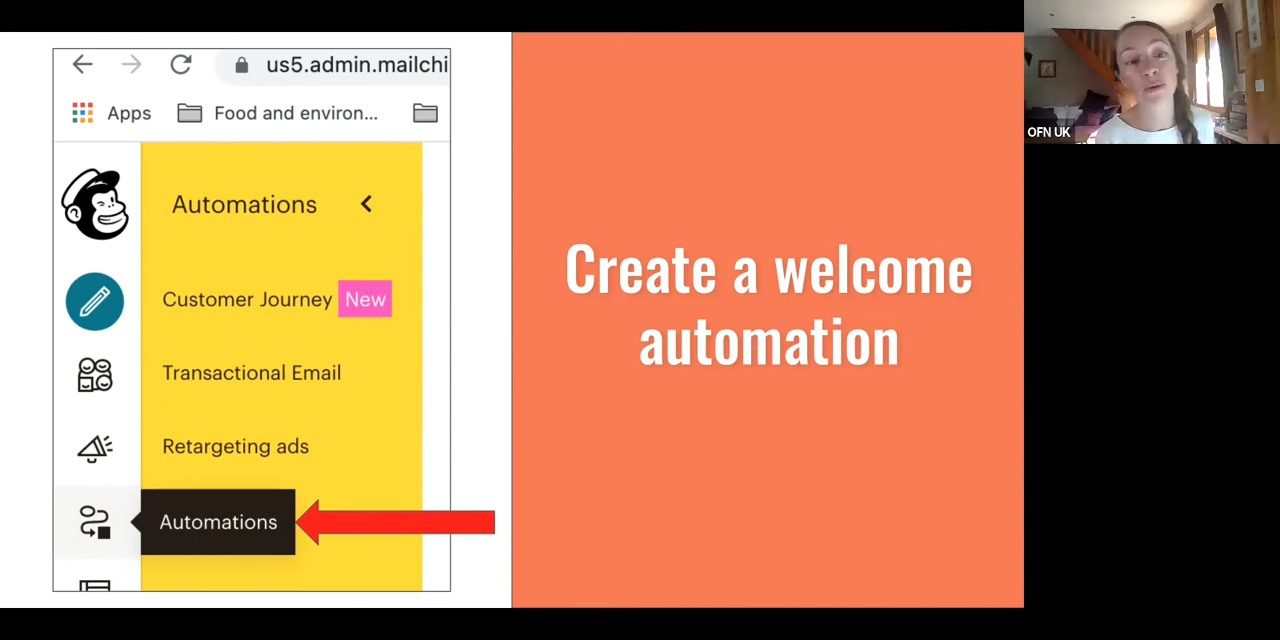 us5.admin.mailchi
Apps
Food and environ...
Automations
Customer Journey New
Transactional Email
Retargeting ads
Automations
Create a welcome
automation
OFN UK